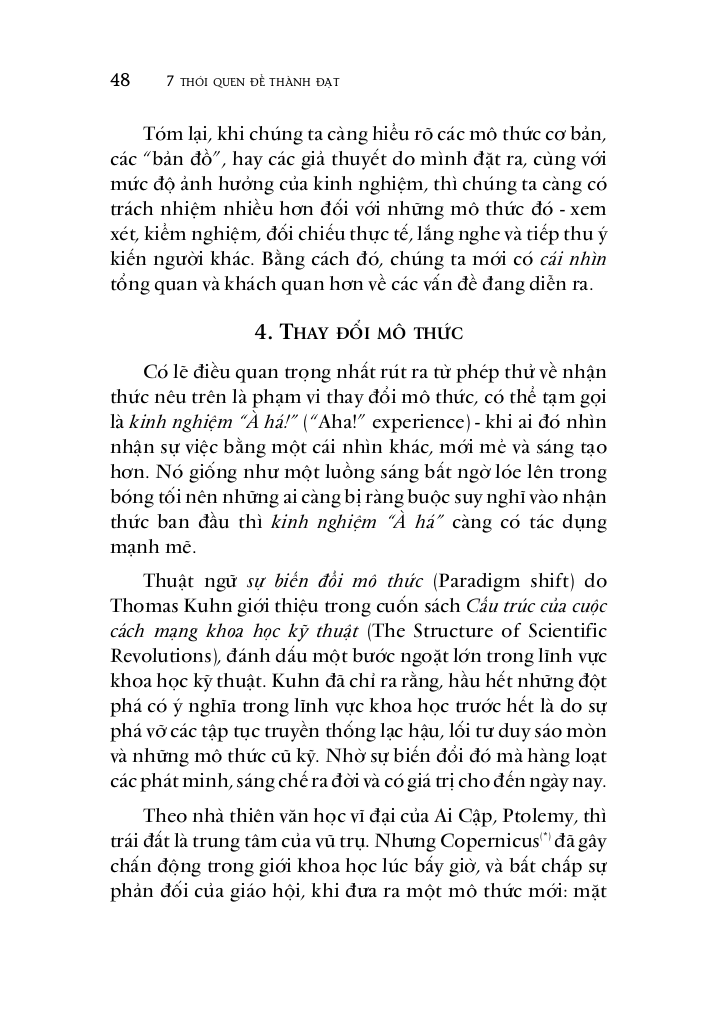 48 7 THÓI QUEN ĐỂ THÀNH ĐẠT
Tóm lại, khi chúng ta càng hiểu rõ các mô thức cơ bản,
các “bản đồ”, hay các giả thuyết do mình đặt ra, cùng với
mức độ ảnh hưởng của kinh nghiệm, thì chúng ta càng có
trách nhiệm nhiều hơn đối với những mô thức đó - xem
xét, kiểm nghiệm, đối chiếu thực tế, lắng nghe và tiếp thu ý
kiến người khác. Bằng cách đó, chúng ta mới có cái nhìn
tổng quan và khách quan hơn về các vấn đề đang diễn ra.
4. THAY ĐỔI MÔ THỨC
Có lẽ điều quan trọng nhất rút ra từ phép thử về nhận
thức nêu trên là phạm vi thay đổi mô thức, có thể tạm gọi
là kinh nghiệm “À há!” (“Aha!” experience) - khi ai đó nhìn
nhận sự việc bằng một cái nhìn khác, mới mẻ và sáng tạo
hơn. Nó giống như một luồng sáng bất ngờ lóe lên trong
bóng tối nên những ai càng bị ràng buộc suy nghĩ vào nhận
thức ban đầu thì kinh nghiệm “À há” càng có tác dụng
mạnh mẽ.
Thuật ngữ sự biến đổi mô thức (Paradigm shift) do
Thomas Kuhn giới thiệu trong cuốn sách Cấu trúc của cuộc
cách mạng khoa học kỹ thuật (The Structure of Scientific
Revolutions), đánh dấu một bước ngoặt lớn trong lĩnh vực
khoa học kỹ thuật. Kuhn đã chỉ ra rằng, hầu hết những đột
phá có ý nghĩa trong lĩnh vực khoa học trước hết là do sự
phá vỡ các tập tục truyền thống lạc hậu, lối tư duy sáo mòn
và những mô thức cũ kỹ. Nhờ sự biến đổi đó mà hàng loạt
các phát minh, sáng chế ra đời và có giá trị cho đến ngày nay.
Theo nhà thiên văn học vĩ đại của Ai Cập, Ptolemy, thì
trái đất là trung tâm của vũ trụ. Nhưng Copernicus(*) đã gây
chấn động trong giới khoa học lúc bấy giờ, và bất chấp sự
phản đối của giáo hội, khi đưa ra một mô thức mới: mặt